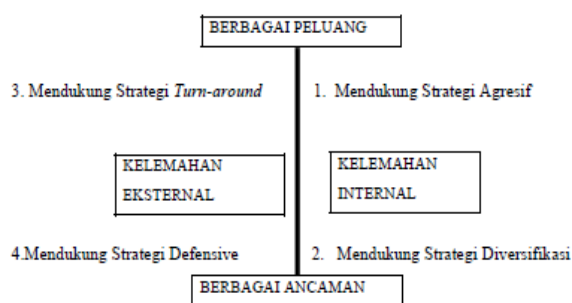 BERBAGAI PELUANG
3. Mendukung Strategi Turn-around
1. Mendukung Strategi Agresif
KELEMAHAN
EKSTERNAL
KELEMAHAN
INTERNAL
4.Mendukung Strategi Defensive
2. Mendukung Strategi Diversifikasi
BERBAGAI ANCAMAN